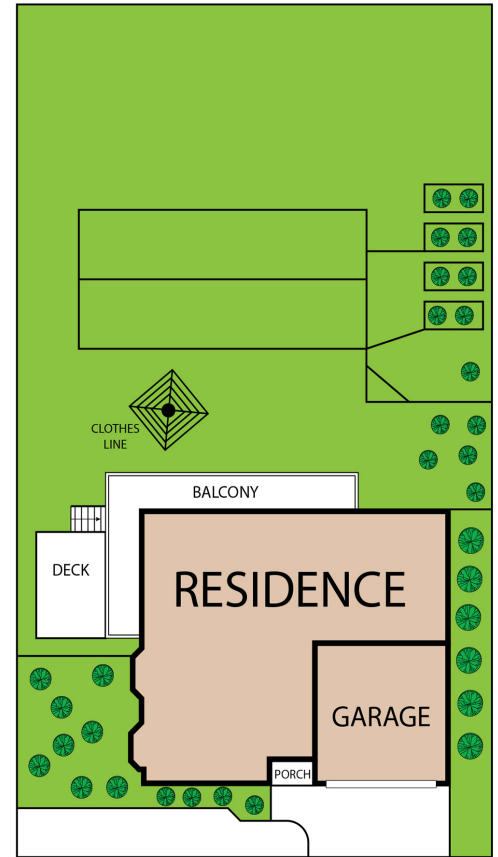 CLOTHES
LINE
BALCONY
DECK
RESIDENCE
GARAGE
PORCH